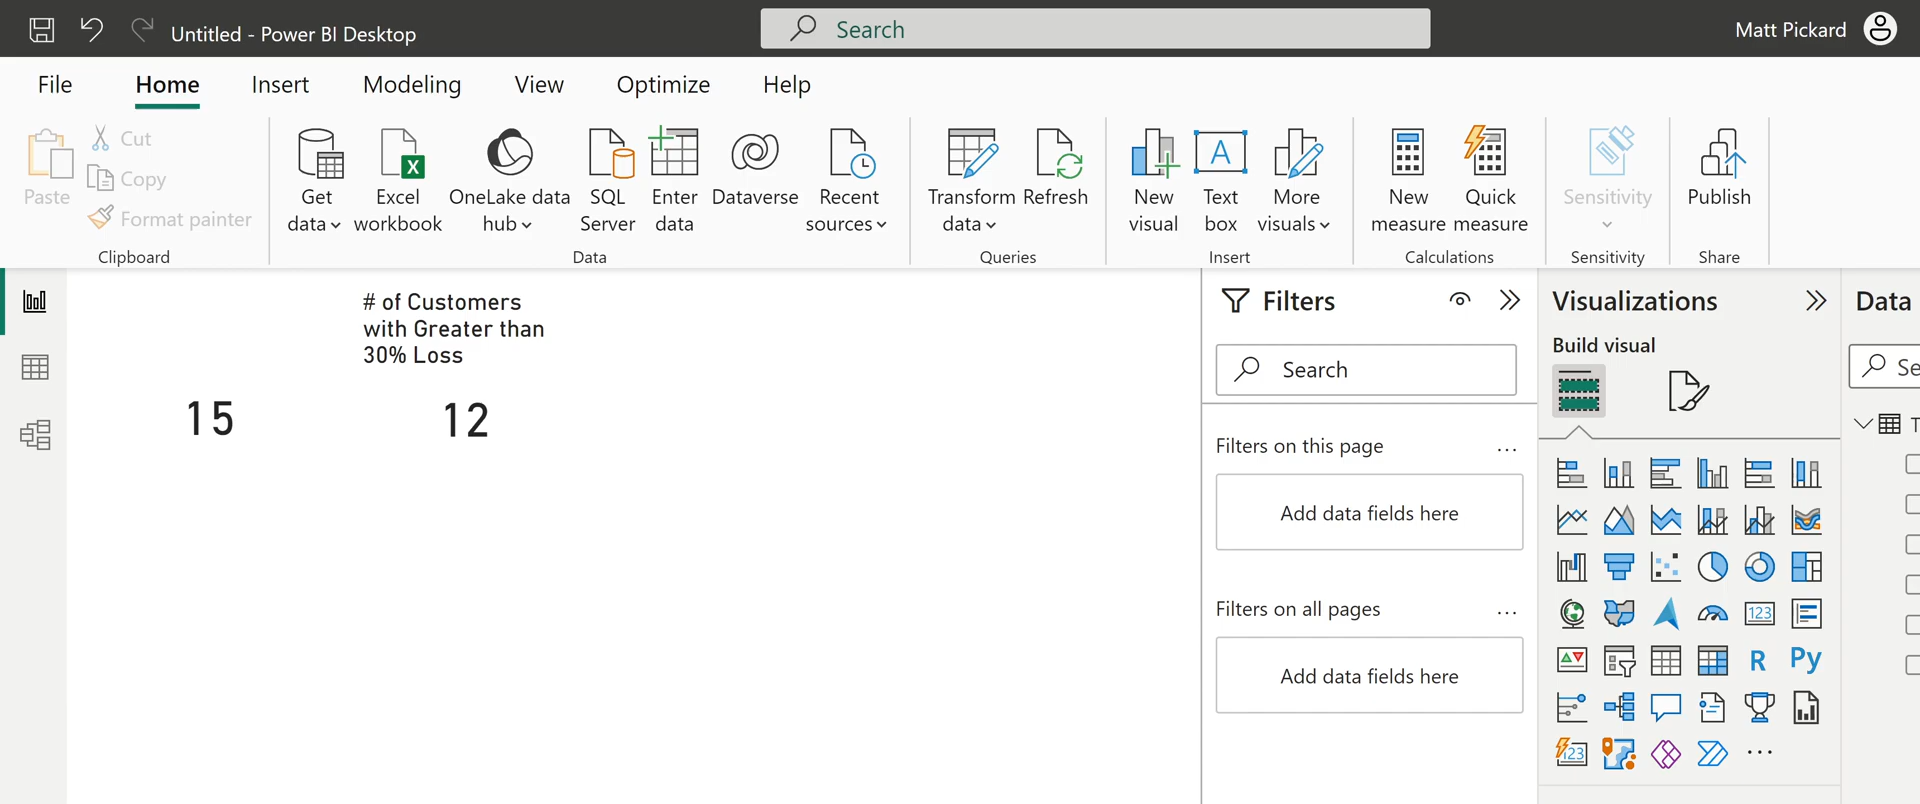 Untitled - Power BI Desktop
Search
Matt Pickard
File
Home
Insert
Modeling
View
Optimize
Help
Paste
Cut
Copy
Format painter
Clipboard
Get
data
Excel
workbook
OneLake data
hub
SQL
Server
Enter
data
Dataverse
Recent
sources
Data
Transform
data
Refresh
Queries
New
visual
A
Text
box
More
visuals
Insert
New
measure
Quick
measure
Calculations
Sensitivity
Sensitivity
Publish
Share
# of Customers
with Greater than
30% Loss
15
12
Filters
Search
Filters on this page
...
Add data fields here
Filters on all pages
...
Add data fields here
Visualizations
Build visual
123
R
Py
123
...
Data
Se
T